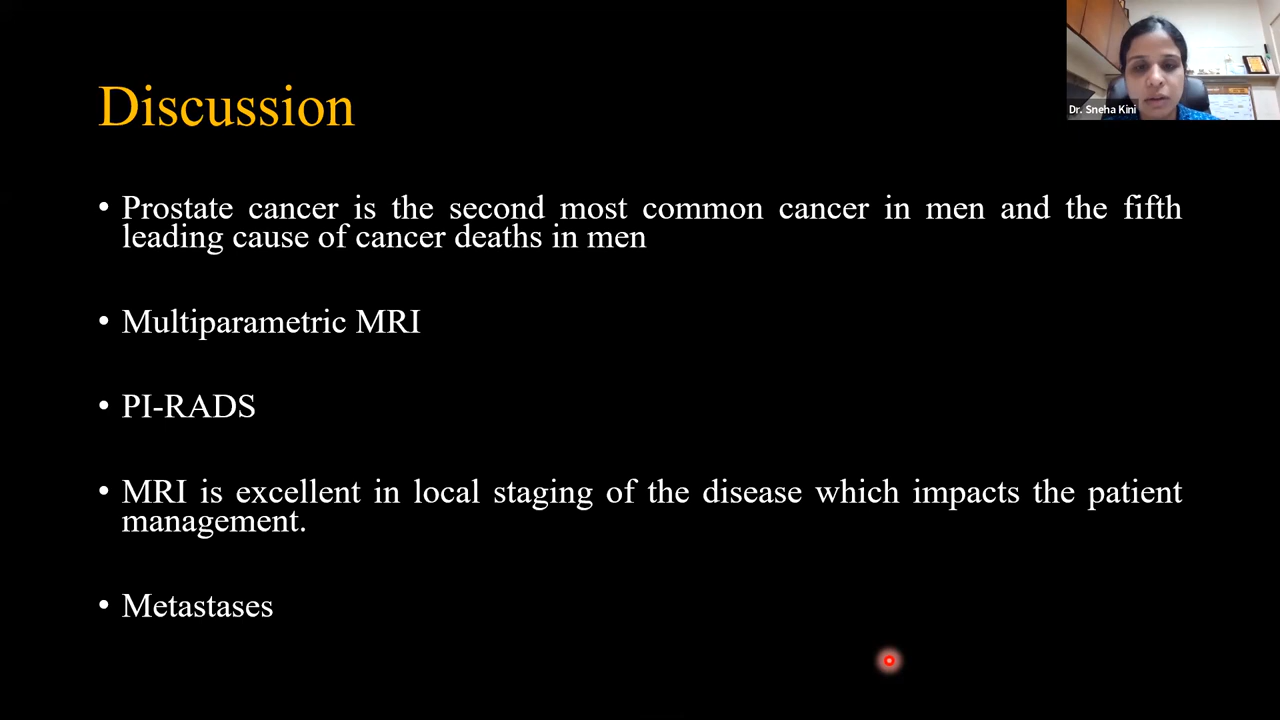 Dr. Sneha Kini
Discussion
• Prostate cancer is the second most common cancer in men and the fifth
leading cause of cancer deaths in men
• Multiparametric MRI
• PI-RADS
• MRI is excellent in local staging of the disease which impacts the patient
management.
• Metastases